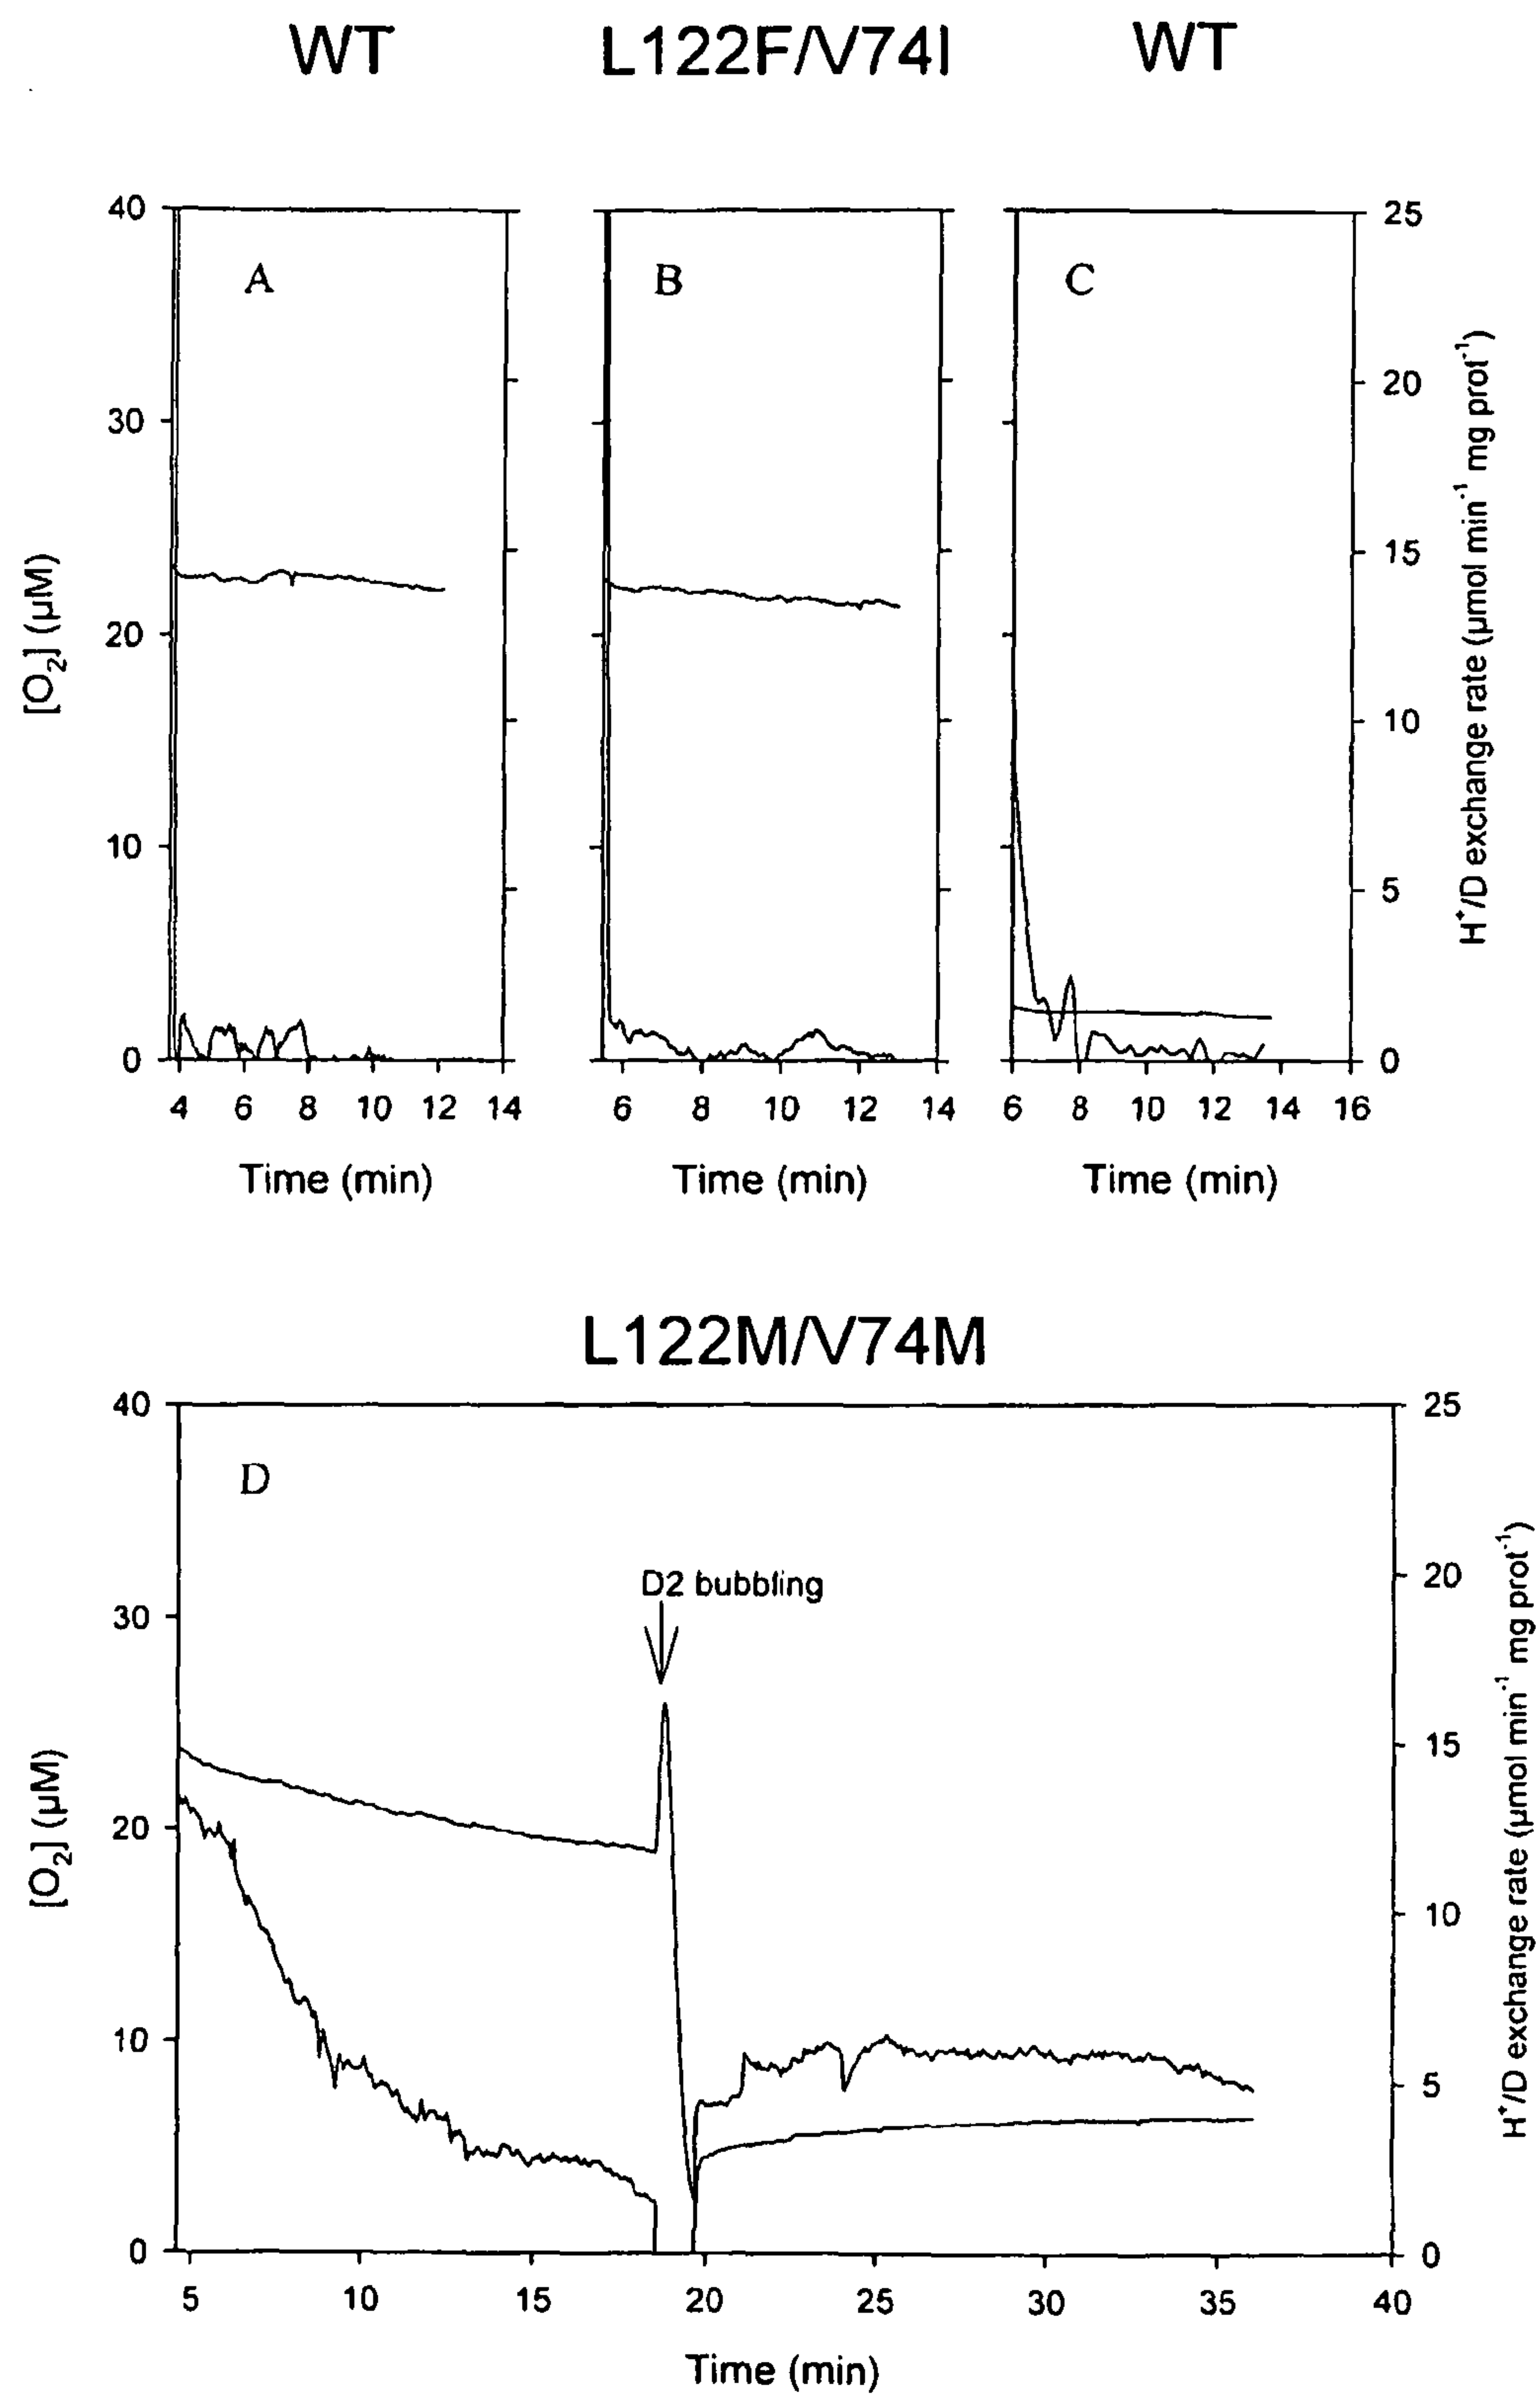 WT L122F/V74I WT
40 25
A B C
30 20
15
20
10
10
5
0 0
[O₂] (µM)
H⁺/D exchange rate (µmol min⁻¹ mg prot⁻¹)
4 6 8 10 12 14 6 8 10 12 14 6 8 10 12 14 16
Time (min) Time (min) Time (min)
L122M/V74M
40 25
D
D2 bubbling
30 20
15
20
10
10
5
0 0
[O₂] (µM)
H⁺/D exchange rate (µmol min⁻¹ mg prot⁻¹)
5 10 15 20 25 30 35 40
Time (min)